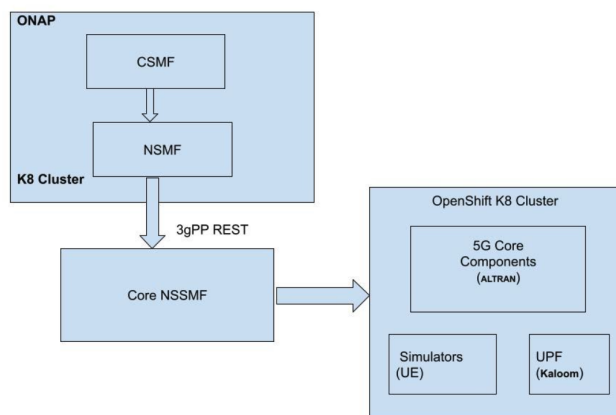 ONAP
CSMF
NSMF
K8 Cluster
3gPP REST
Core NSSMF
OpenShift K8 Cluster
5G Core
Components
(ALTRAN)
Simulators
(UE)
UPF
(Kaloom)